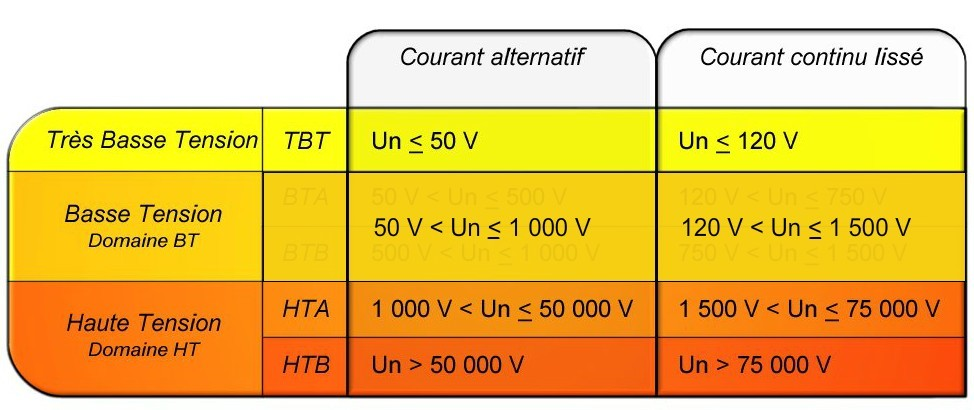 Courant alternatif Courant continu lissé
Très Basse Tension TBT Un ≤ 50 V Un ≤ 120 V
BTA 50 V < Un ≤ 500 V 120 V < Un ≤ 750 V
Basse Tension
Domaine BT
50 V < Un ≤ 1 000 V 120 V < Un ≤ 1 500 V
BTB 500 V < Un ≤ 1 000 V 750 V < Un ≤ 1 500 V
Haute Tension
Domaine HT
HTA 1 000 V < Un ≤ 50 000 V 1 500 V < Un ≤ 75 000 V
HTB Un > 50 000 V Un > 75 000 V